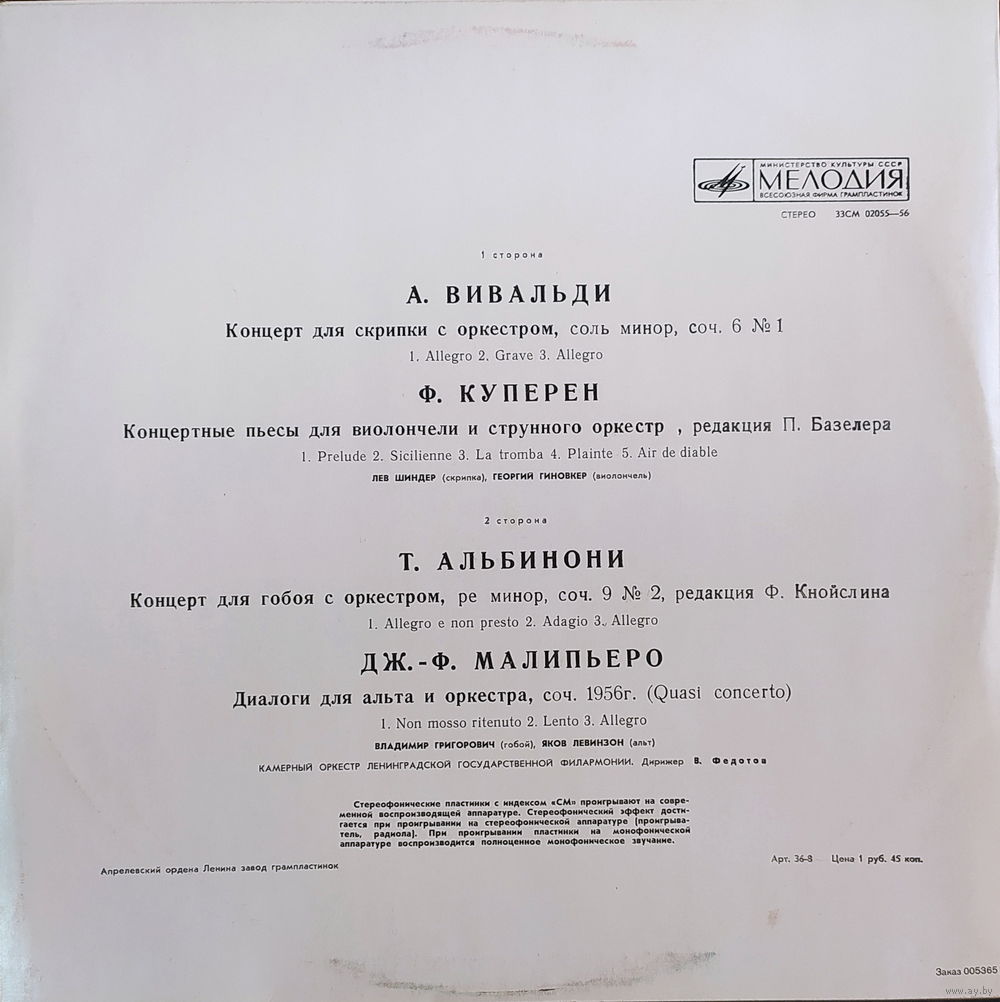 МИНИСТЕРСТВО КУЛЬТУРЫ СССР
МЕЛОДИЯ
ВСЕСОЮЗНАЯ ФИРМА ГРАМПЛАСТИНОК
СТЕРЕО 33СМ 02055—56
1 сторона
А. ВИВАЛЬДИ
Концерт для скрипки с оркестром, соль минор, соч. 6 № 1
1. Allegro 2. Grave 3. Allegro
Ф. КУПЕРЕН
Концертные пьесы для виолончели и струнного оркестр , редакция П. Базелера
1. Prelude 2. Sicilienne 3. La tromba 4. Plainte 5. Air de diable
ЛЕВ ШИНДЕР (скрипка), ГЕОРГИЙ ГИНОВКЕР (виолончель)
2 сторона
Т. АЛЬБИНОНИ
Концерт для гобоя с оркестром, ре минор, соч. 9 № 2, редакция Ф. Кнойслина
1. Allegro e non presto 2. Adagio 3. Allegro
ДЖ.-Ф. МАЛИПЬЕРО
Диалоги для альта и оркестра, соч. 1956г. (Quasi concerto)
1. Non mosso ritenuto 2. Lento 3. Allegro
ВЛАДИМИР ГРИГОРОВИЧ (гобой), ЯКОВ ЛЕВИНЗОН (альт)
КАМЕРНЫЙ ОРКЕСТР ЛЕНИНГРАДСКОЙ ГОСУДАРСТВЕННОЙ ФИЛАРМОНИИ. Дирижер В. Федотов
Стереофонические пластинки с индексом «СМ» проигрывают на совре-
менной воспроизводящей аппаратуре. Стереофонический эффект дости-
гается при проигрывании на стереофонической аппаратуре (проигрыва-
тель, радиола). При проигрывании пластинки на монофонической
аппаратуре воспроизводится полноценное монофоническое звучание.
Апрелевский ордена Ленина завод грампластинок
Арт. 36-8 Цена 1 руб. 45 коп.
Заказ 005365
www.ay.by